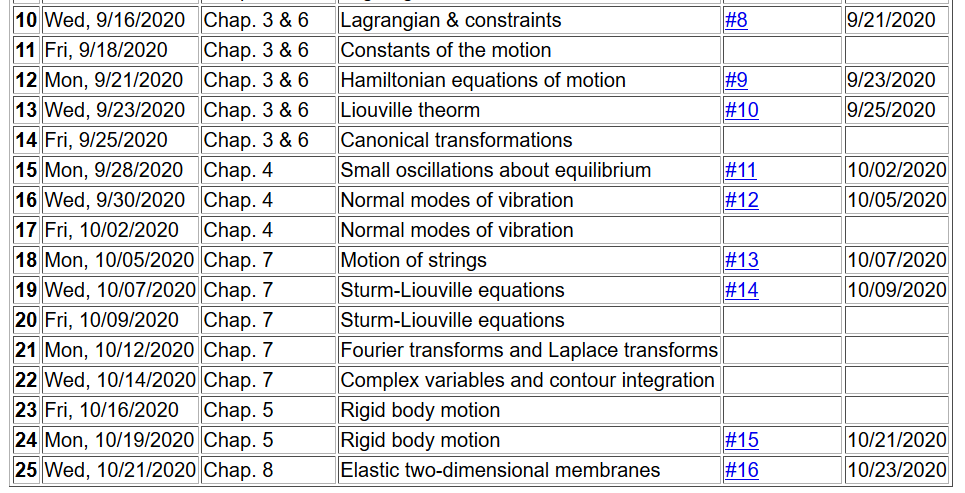 10 Wed, 9/16/2020 Chap. 3 & 6 Lagrangian & constraints #8 9/21/2020
11 Fri, 9/18/2020 Chap. 3 & 6 Constants of the motion
12 Mon, 9/21/2020 Chap. 3 & 6 Hamiltonian equations of motion #9 9/23/2020
13 Wed, 9/23/2020 Chap. 3 & 6 Liouville theorm #10 9/25/2020
14 Fri, 9/25/2020 Chap. 3 & 6 Canonical transformations
15 Mon, 9/28/2020 Chap. 4 Small oscillations about equilibrium #11 10/02/2020
16 Wed, 9/30/2020 Chap. 4 Normal modes of vibration #12 10/05/2020
17 Fri, 10/02/2020 Chap. 4 Normal modes of vibration
18 Mon, 10/05/2020 Chap. 7 Motion of strings #13 10/07/2020
19 Wed, 10/07/2020 Chap. 7 Sturm-Liouville equations #14 10/09/2020
20 Fri, 10/09/2020 Chap. 7 Sturm-Liouville equations
21 Mon, 10/12/2020 Chap. 7 Fourier transforms and Laplace transforms
22 Wed, 10/14/2020 Chap. 7 Complex variables and contour integration
23 Fri, 10/16/2020 Chap. 5 Rigid body motion
24 Mon, 10/19/2020 Chap. 5 Rigid body motion #15 10/21/2020
25 Wed, 10/21/2020 Chap. 8 Elastic two-dimensional membranes #16 10/23/2020